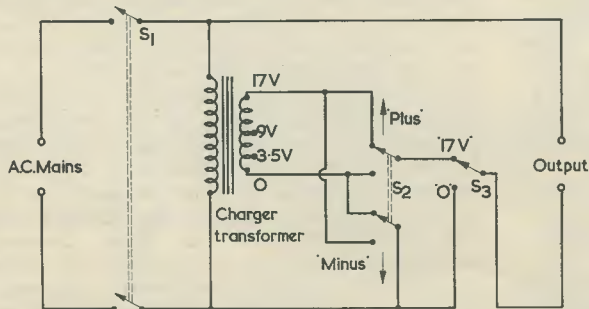 S1
17V
9V
3·5V
O
"Plus"
"17V"
A.C.Mains
"O"
S2
S3
Output
Charger
transformer
"Minus"